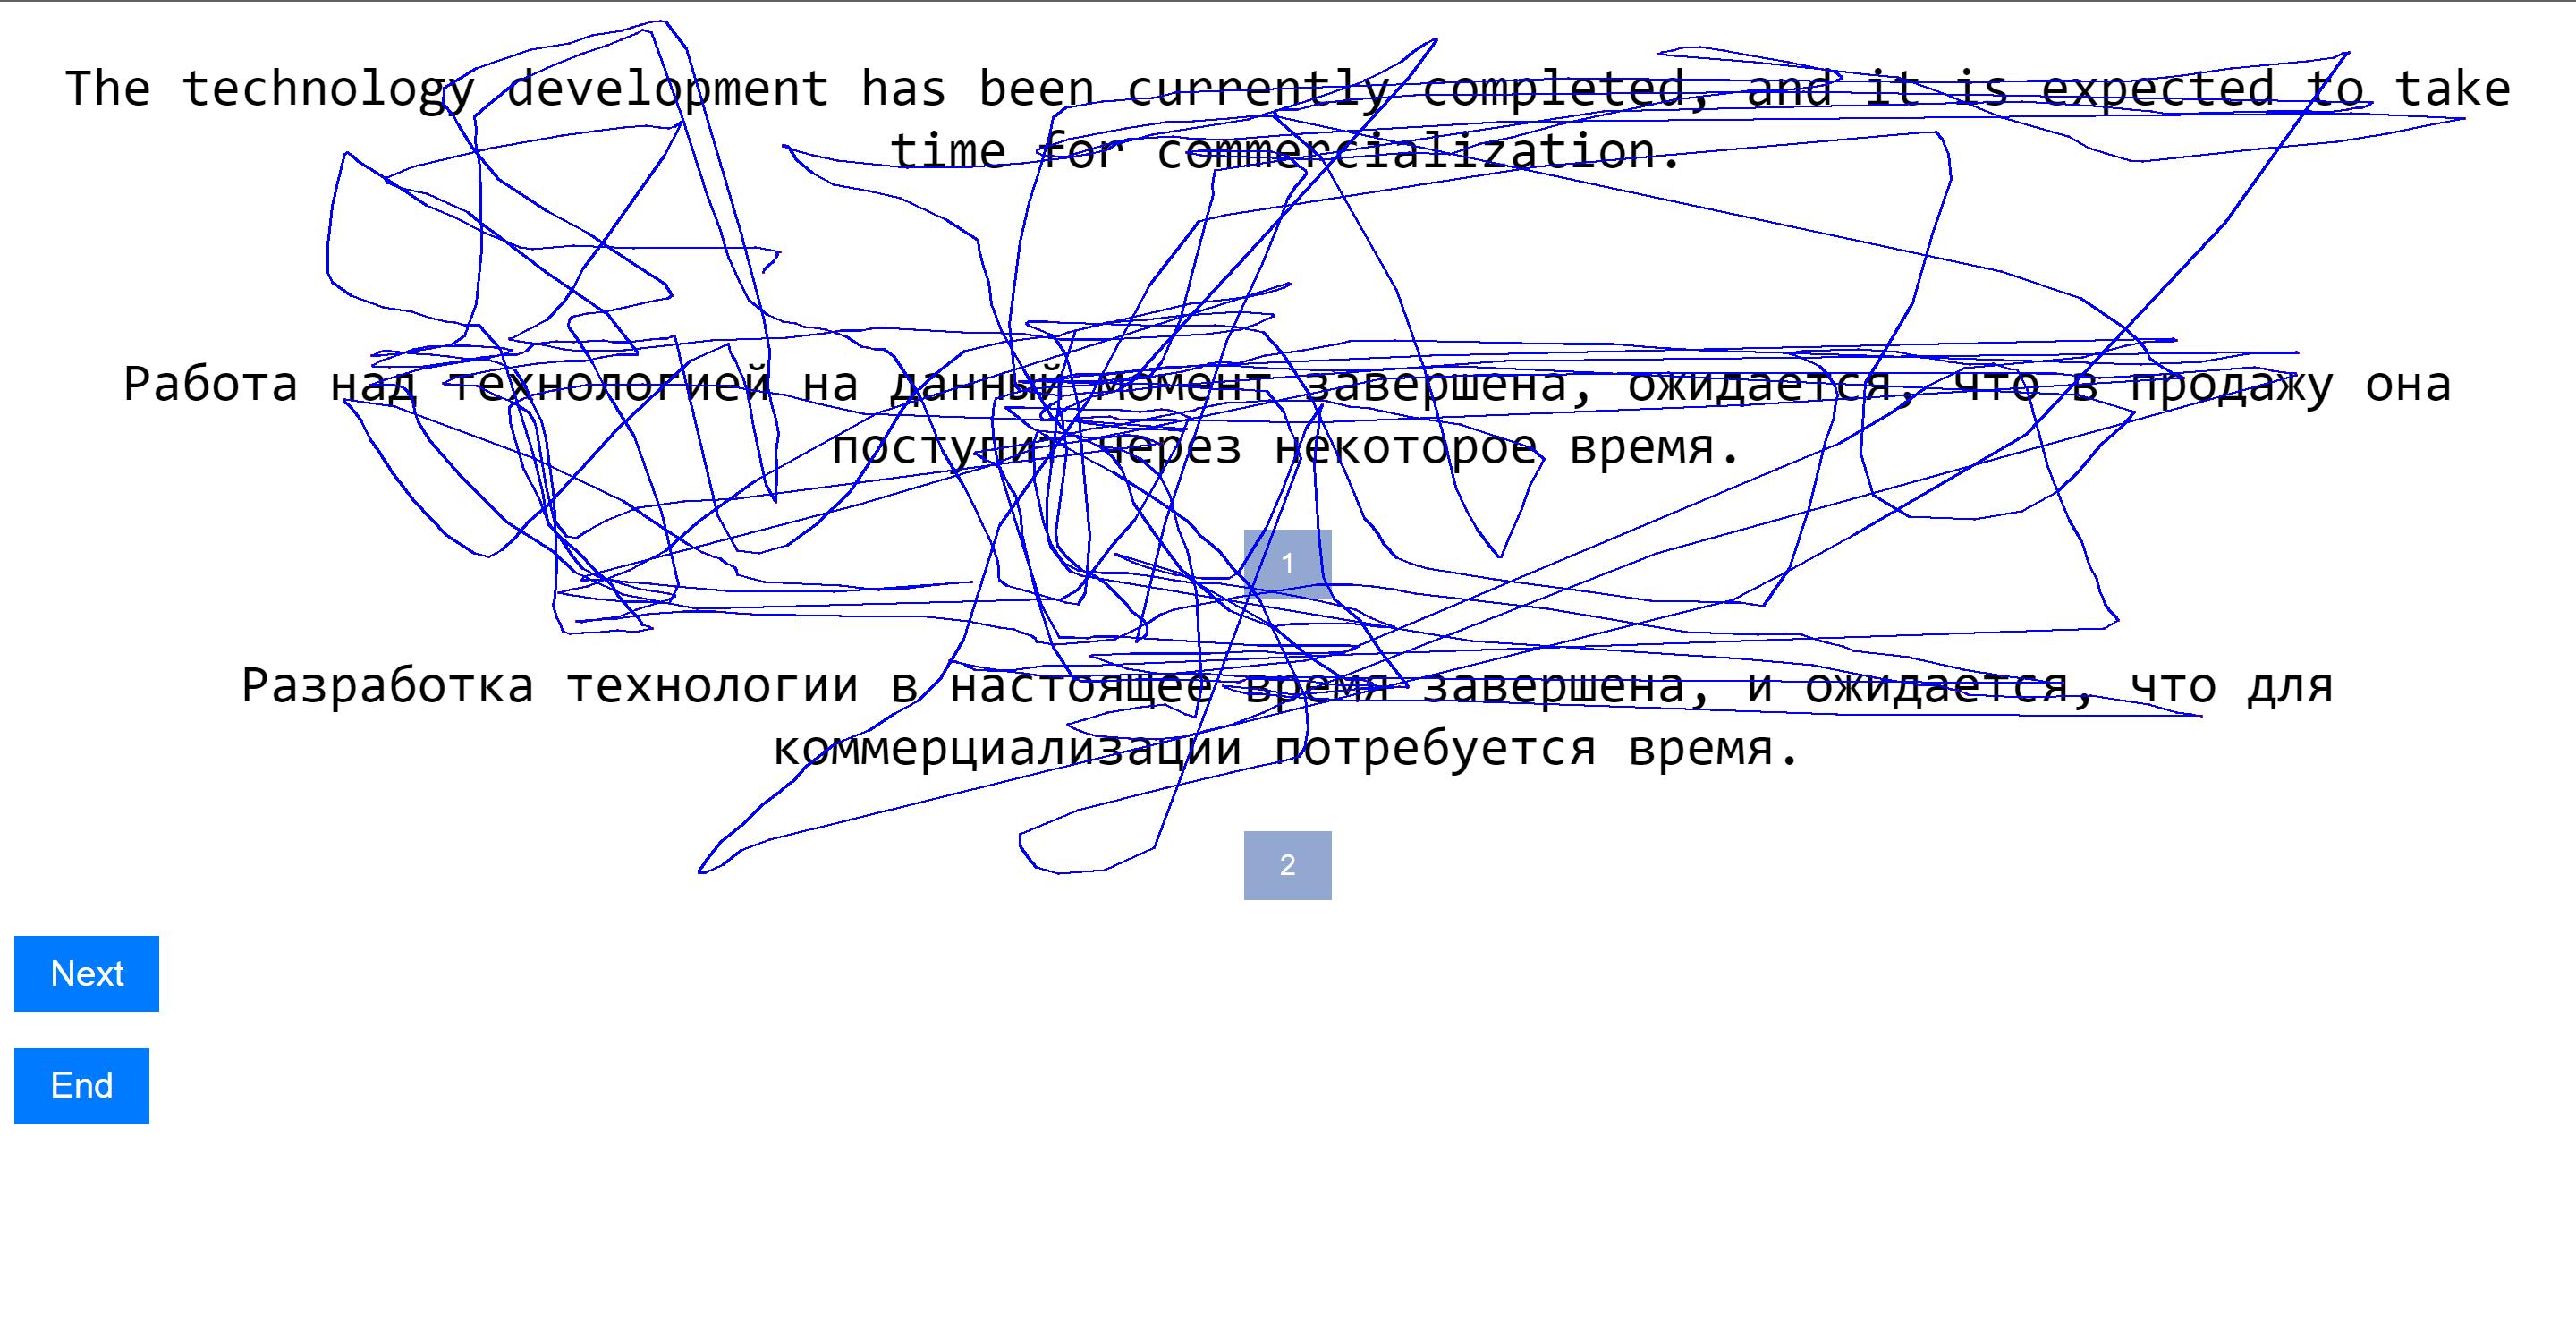 The technology development has been currently completed, and it is expected to take
time for commercialization.
Работа над технологией на данный момент завершена, ожидается, что в продажу она
поступит через некоторое время.
1
Разработка технологии в настоящее время завершена, и ожидается, что для
коммерциализации потребуется время.
2
Next
End